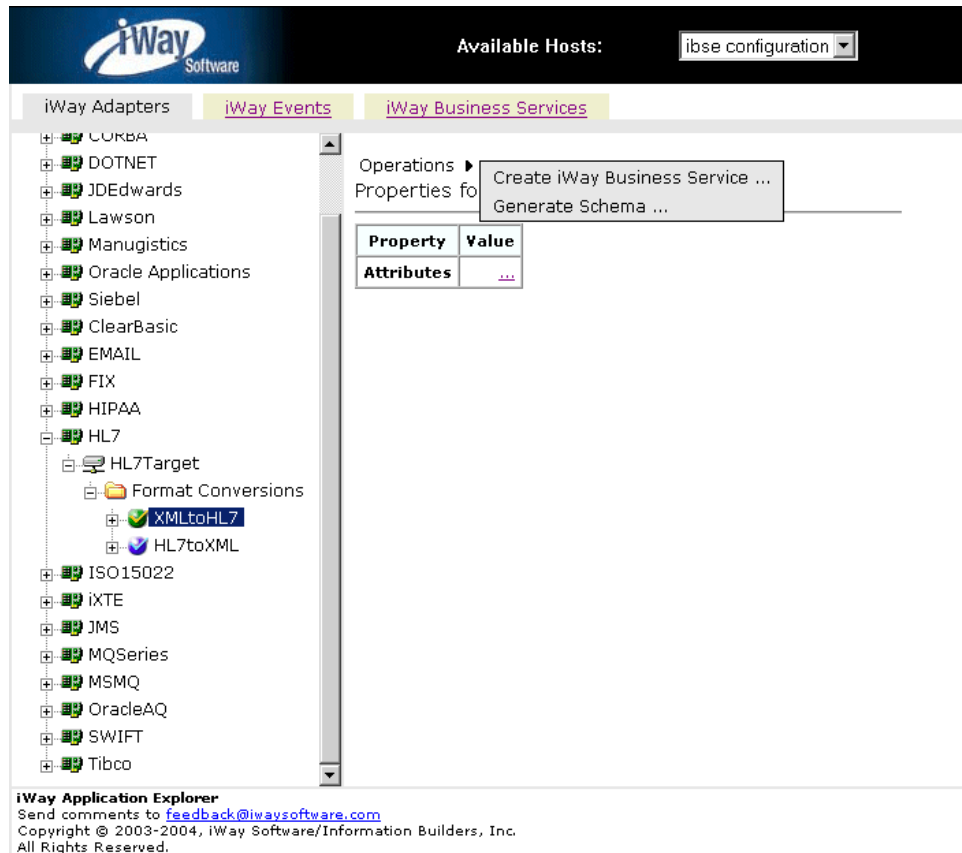 iWay
Software
Available Hosts:
ibse configuration
iWay Adapters
iWay Events
iWay Business Services
CORBA
DOTNET
JDEdwards
Lawson
Manugistics
Oracle Applications
Siebel
ClearBasic
EMAIL
FIX
HIPAA
HL7
HL7Target
Format Conversions
XMLtoHL7
HL7toXML
ISO15022
iXTE
JMS
MQSeries
MSMQ
OracleAQ
SWIFT
Tibco
Operations
Create iWay Business Service ...
Properties fo
Generate Schema ...
Property Value
Attributes ...
iWay Application Explorer
Send comments to feedback@iwaysoftware.com
Copyright © 2003-2004, iWay Software/Information Builders, Inc.
All Rights Reserved.